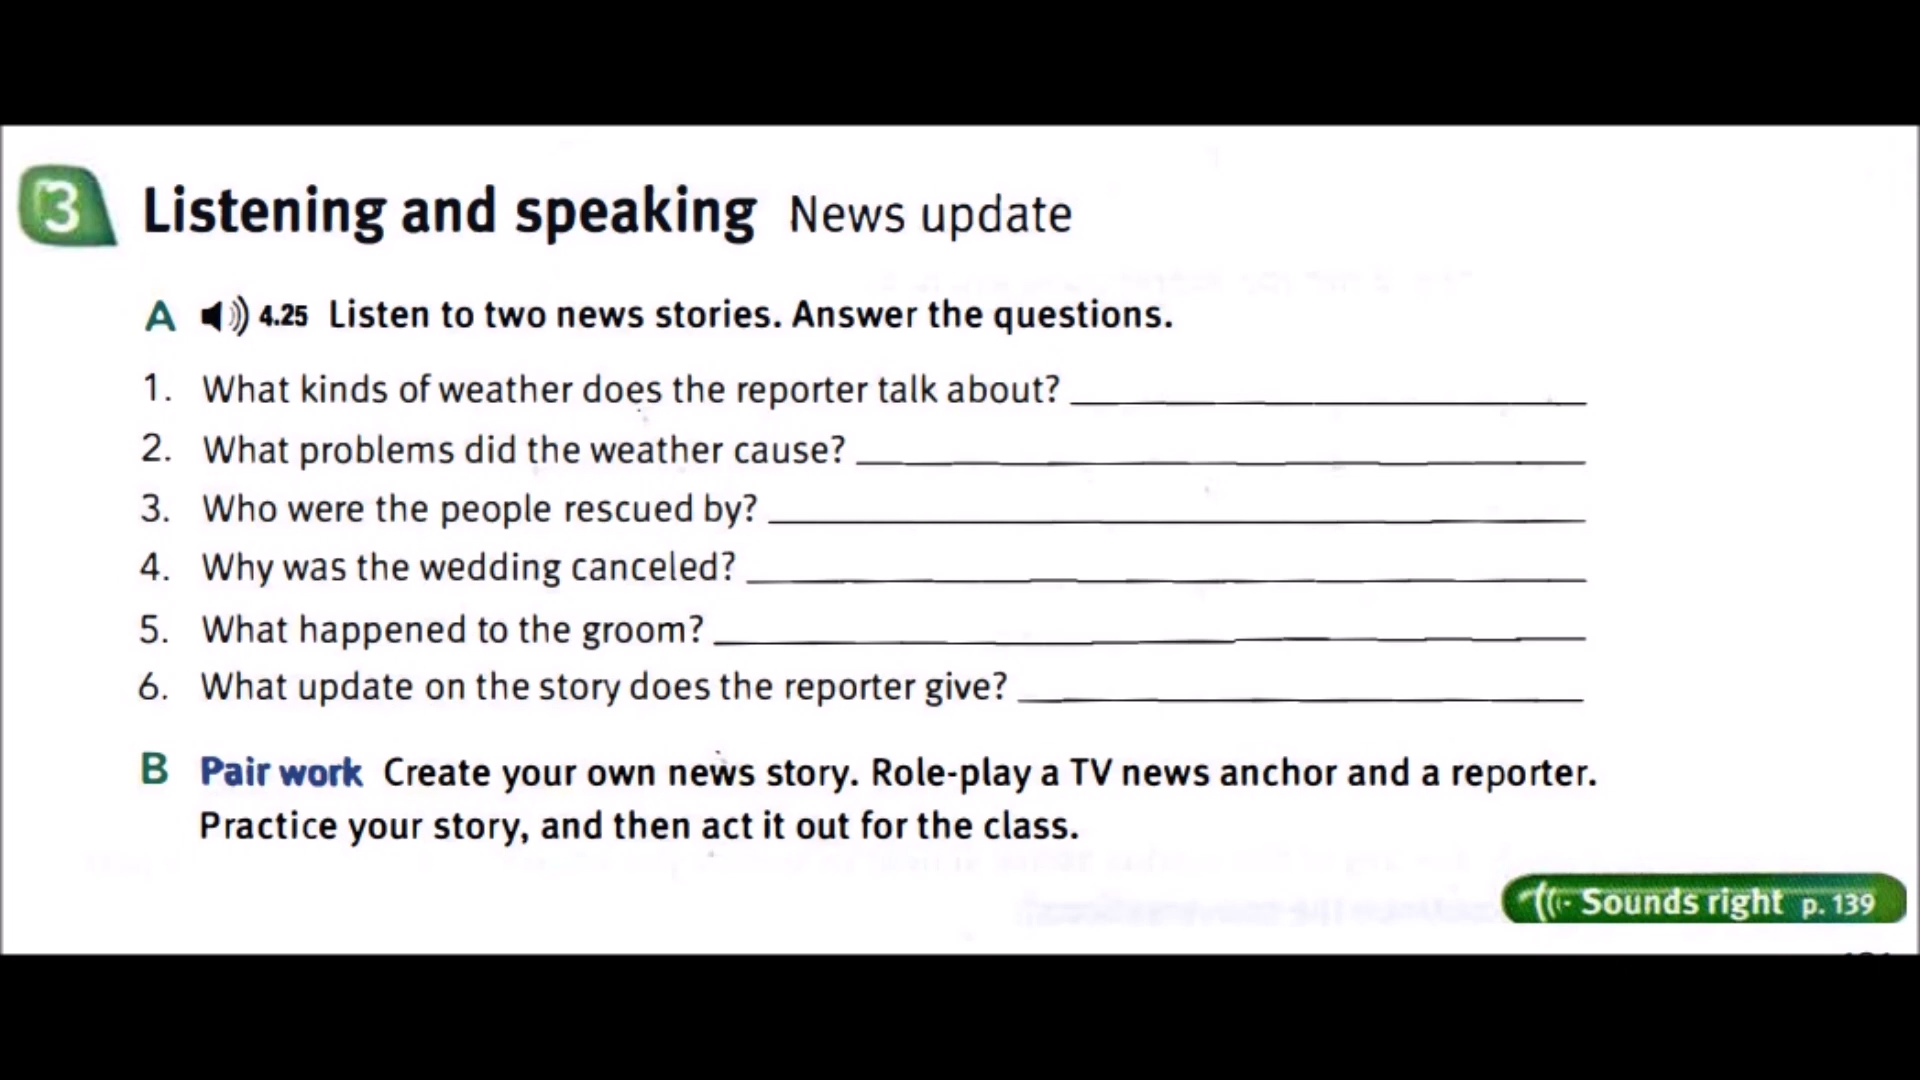 3 Listening and speaking News update
A 4.25 Listen to two news stories. Answer the questions.
1. What kinds of weather does the reporter talk about?
2. What problems did the weather cause?
3. Who were the people rescued by?
4. Why was the wedding canceled?
5. What happened to the groom?
6. What update on the story does the reporter give?
B Pair work Create your own news story. Role-play a TV news anchor and a reporter.
Practice your story, and then act it out for the class.
Sounds right p. 139